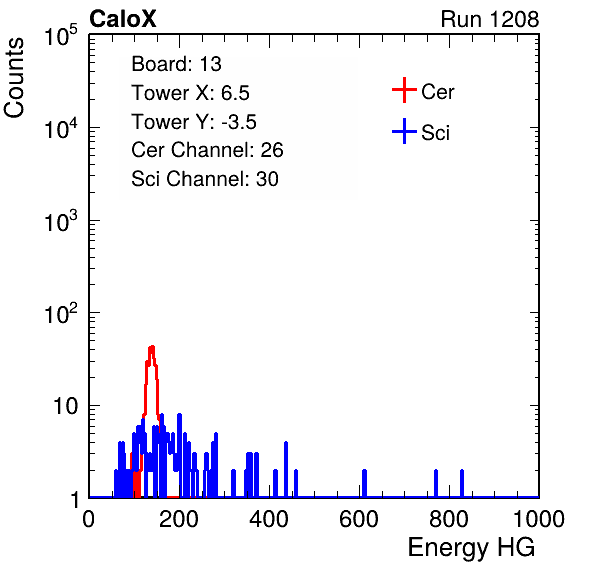 CaloX Run 1208
Counts
Board: 13
Tower X: 6.5
Tower Y: -3.5
Cer Channel: 26
Sci Channel: 30
Cer
Sci
10^5
10^4
10^3
10^2
10
1
0 200 400 600 800 1000
Energy HG